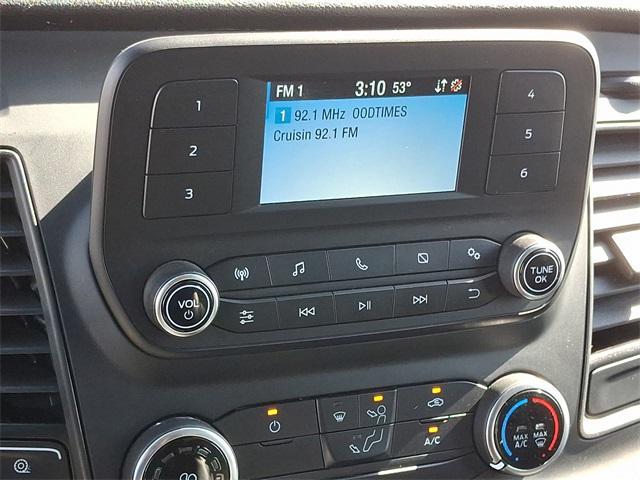 FM 1 3:10 53°
1 92.1 MHz OODTIMES
Cruisin 92.1 FM
1
2
3
4
5
6
VOL
TUNE
OK
A/C
MAX
A/C
MAX